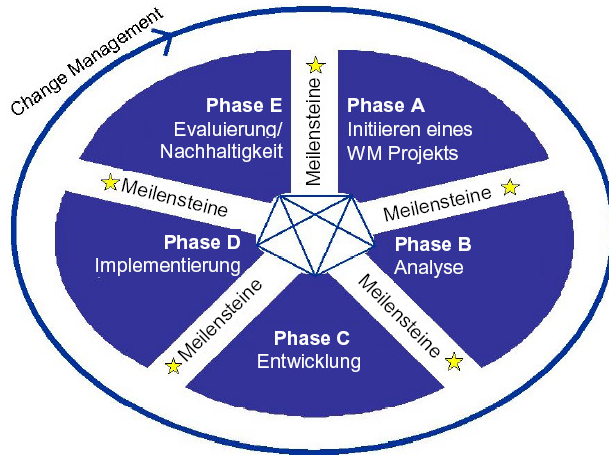 Change Management
Phase E
Evaluierung/
Nachhaltigkeit
Meilensteine
Phase A
Initiieren eines
WM Projekts
Meilensteine
Meilensteine
Phase D
Implementierung
Phase B
Analyse
Meilensteine
Meilensteine
Phase C
Entwicklung